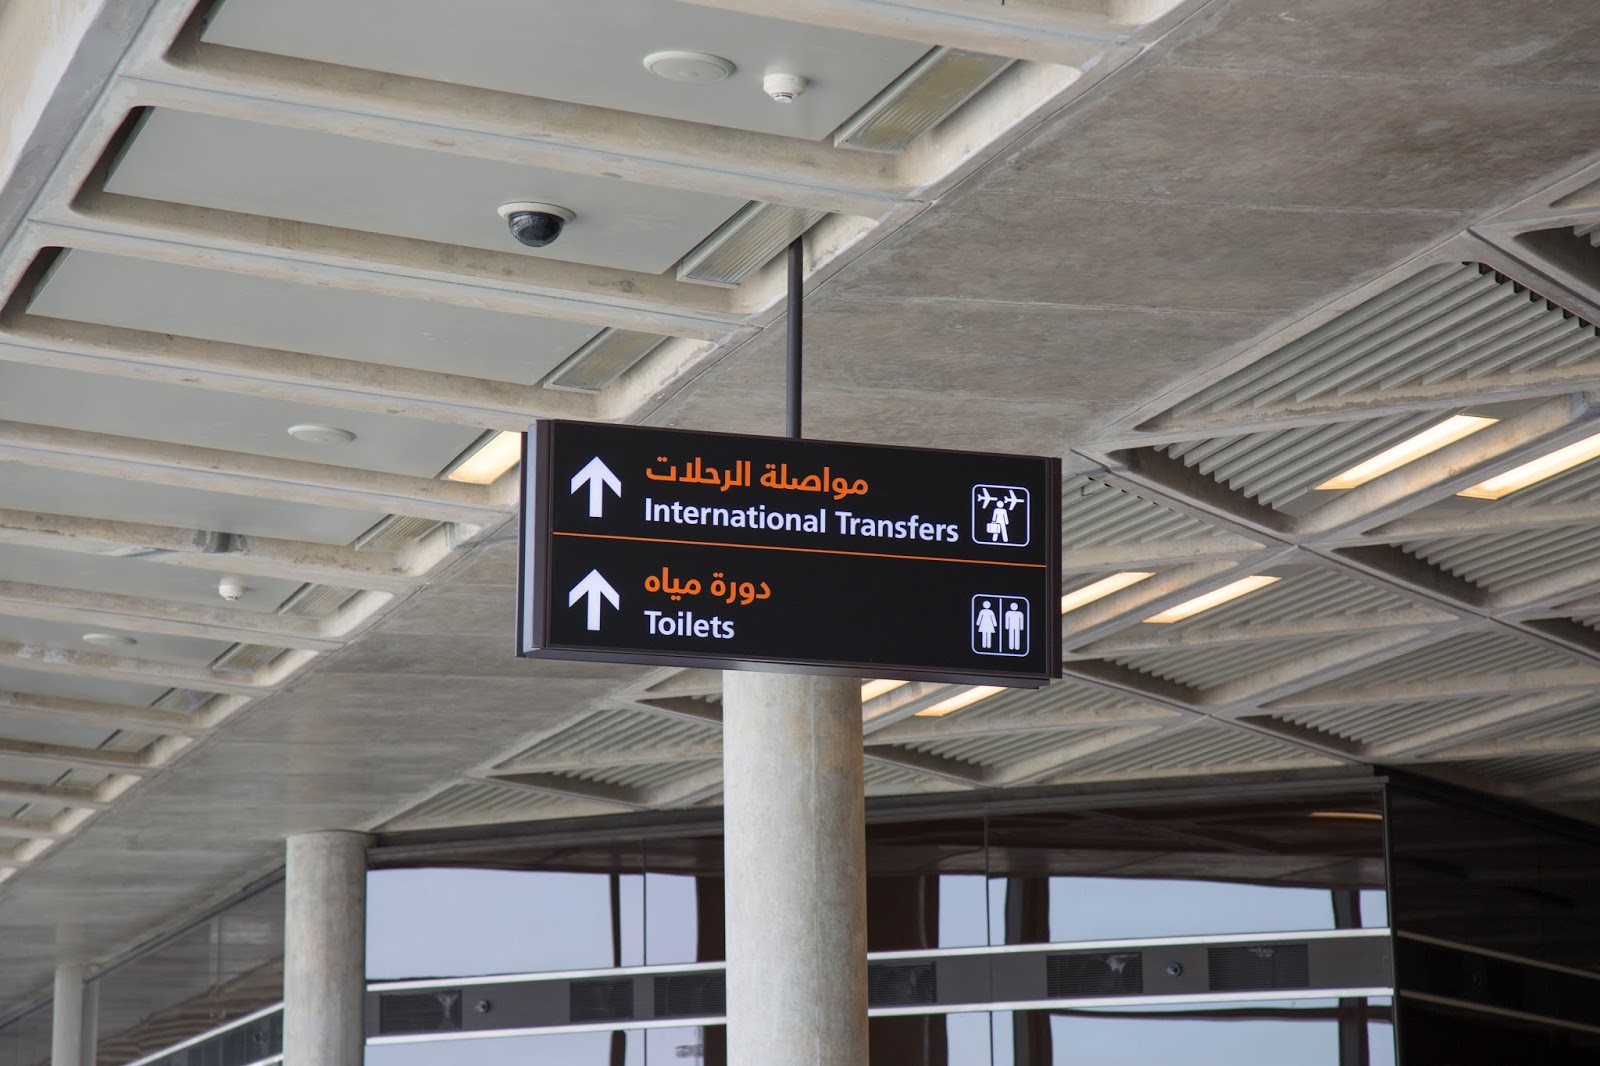 مواصلة الرحلات
International Transfers
دورة مياه
Toilets